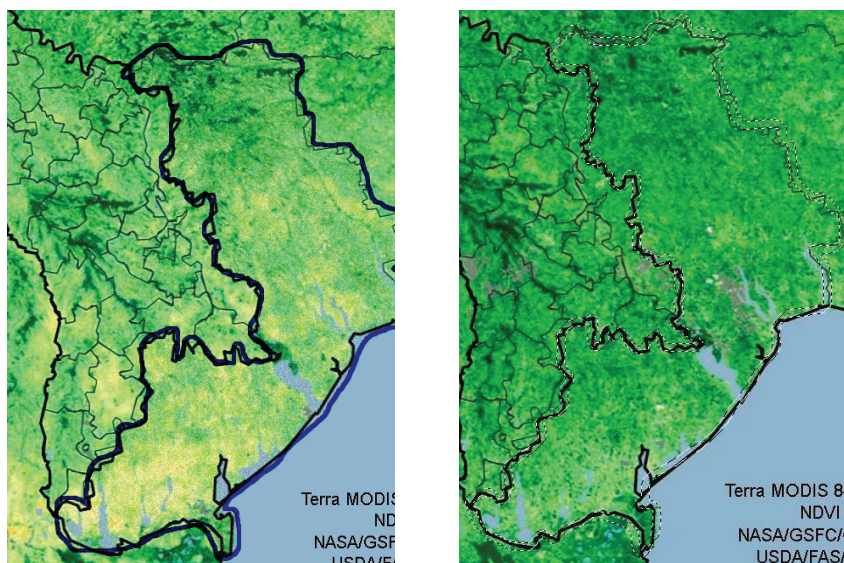 Terra MODIS
ND
NASA/GSF
USDA/FA
Terra MODIS 8
NDVI
NASA/GSFC/
USDA/FAS/